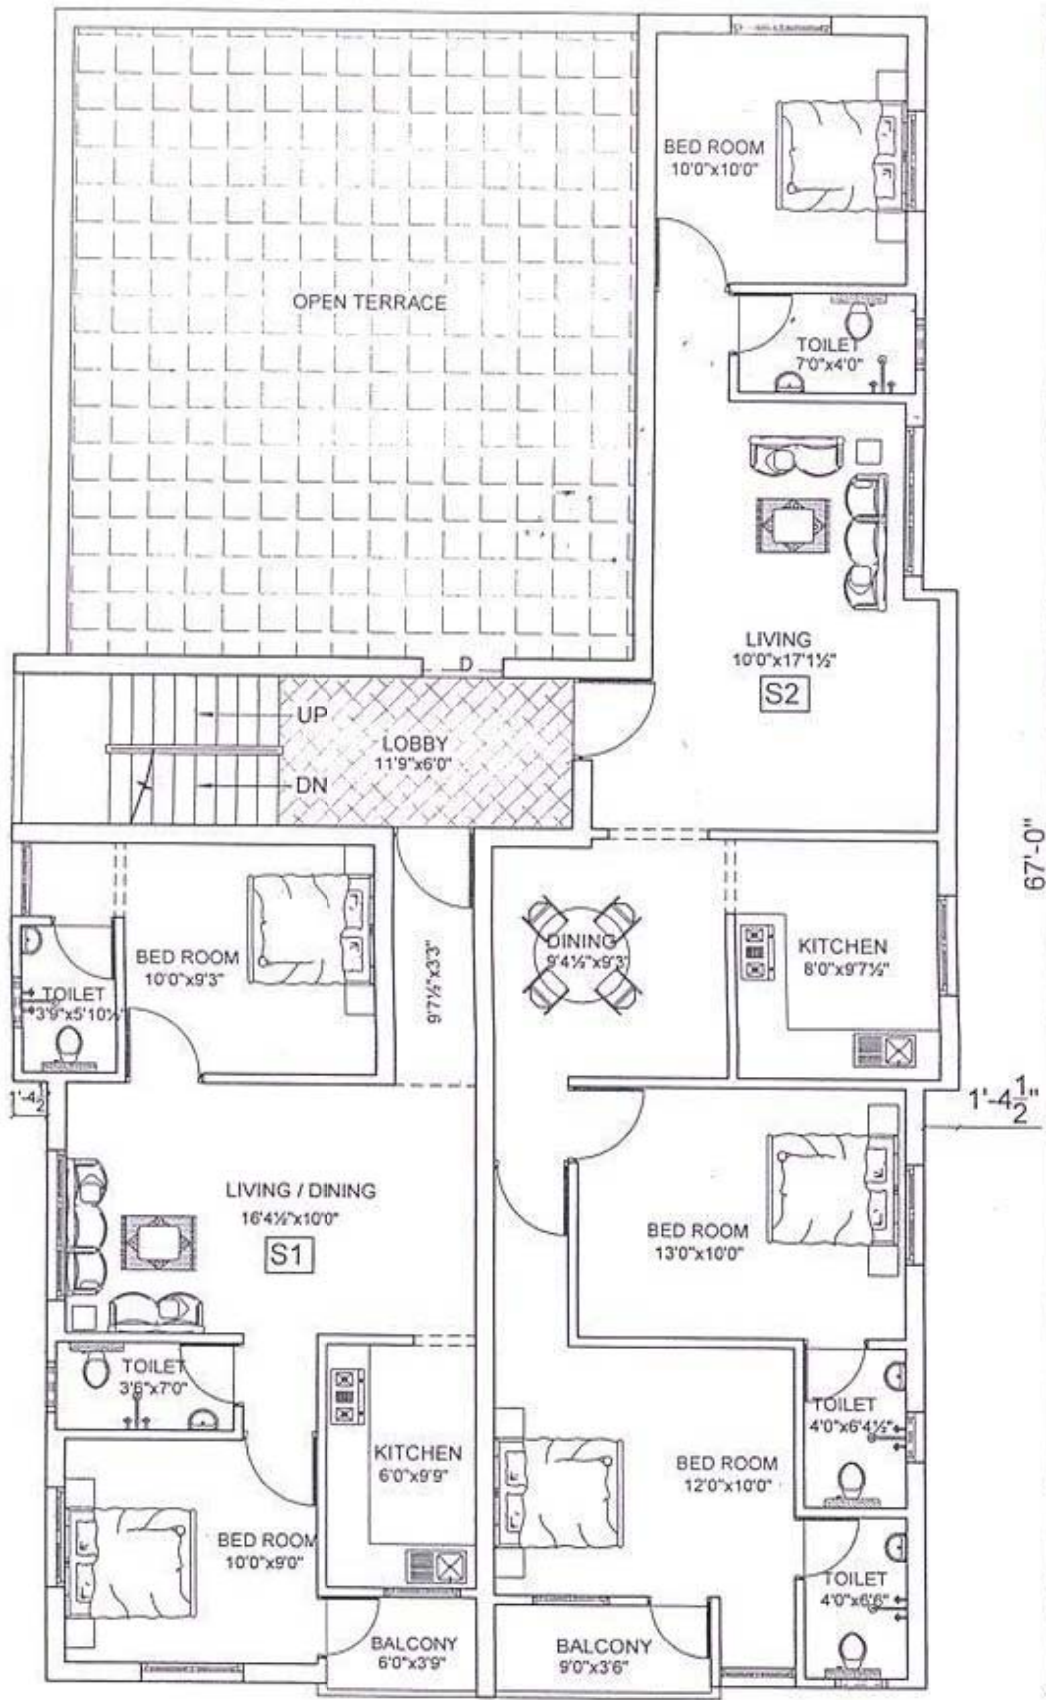 BED ROOM
10'0"x10'0"
OPEN TERRACE
TOILET
7'0"x4'0"
LIVING
10'0"x17'1½"
S2
D
UP
LOBBY
11'9"x6'0"
DN
67'-0"
BED ROOM
10'0"x9'3"
DINING
9'4½"x9'3"
KITCHEN
8'0"x9'7½"
9'7½"x3'3"
TOILET
3'9"x5'10½"
1'-4½"
1'-4½"
LIVING / DINING
16'4½"x10'0"
S1
BED ROOM
13'0"x10'0"
TOILET
3'6"x7'0"
TOILET
4'0"x6'4½"
KITCHEN
6'0"x9'9"
BED ROOM
12'0"x10'0"
BED ROOM
10'0"x9'0"
TOILET
4'0"x6'6"
BALCONY
6'0"x3'9"
BALCONY
9'0"x3'6"